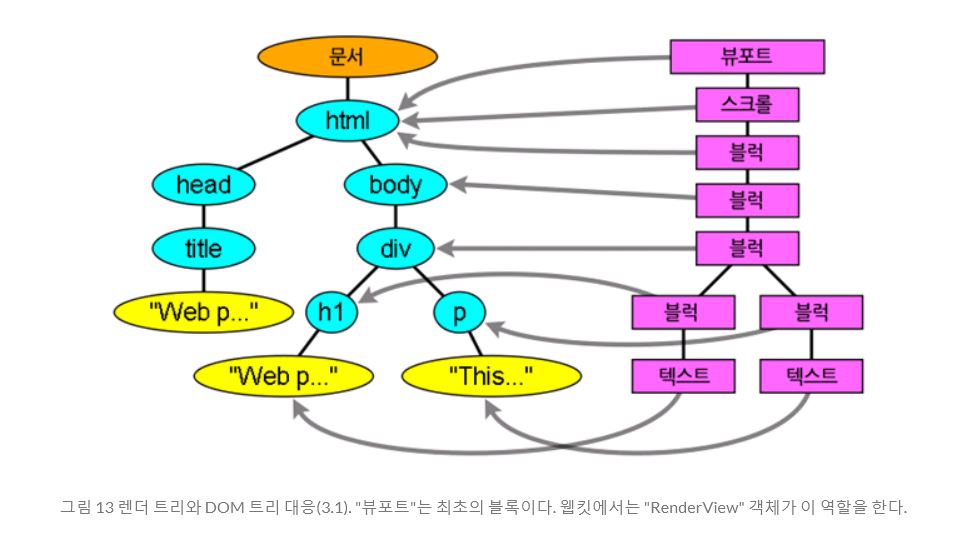 문서
뷰포트
html
스크롤
블럭
head
body
블럭
title
div
블럭
"Web p..."
h1
p
블럭
블럭
"Web p..."
"This..."
텍스트
텍스트
그림 13 렌더 트리와 DOM 트리 대응(3.1). "뷰포트"는 최초의 블록이다. 웹킷에서는 "RenderView" 객체가 이 역할을 한다.